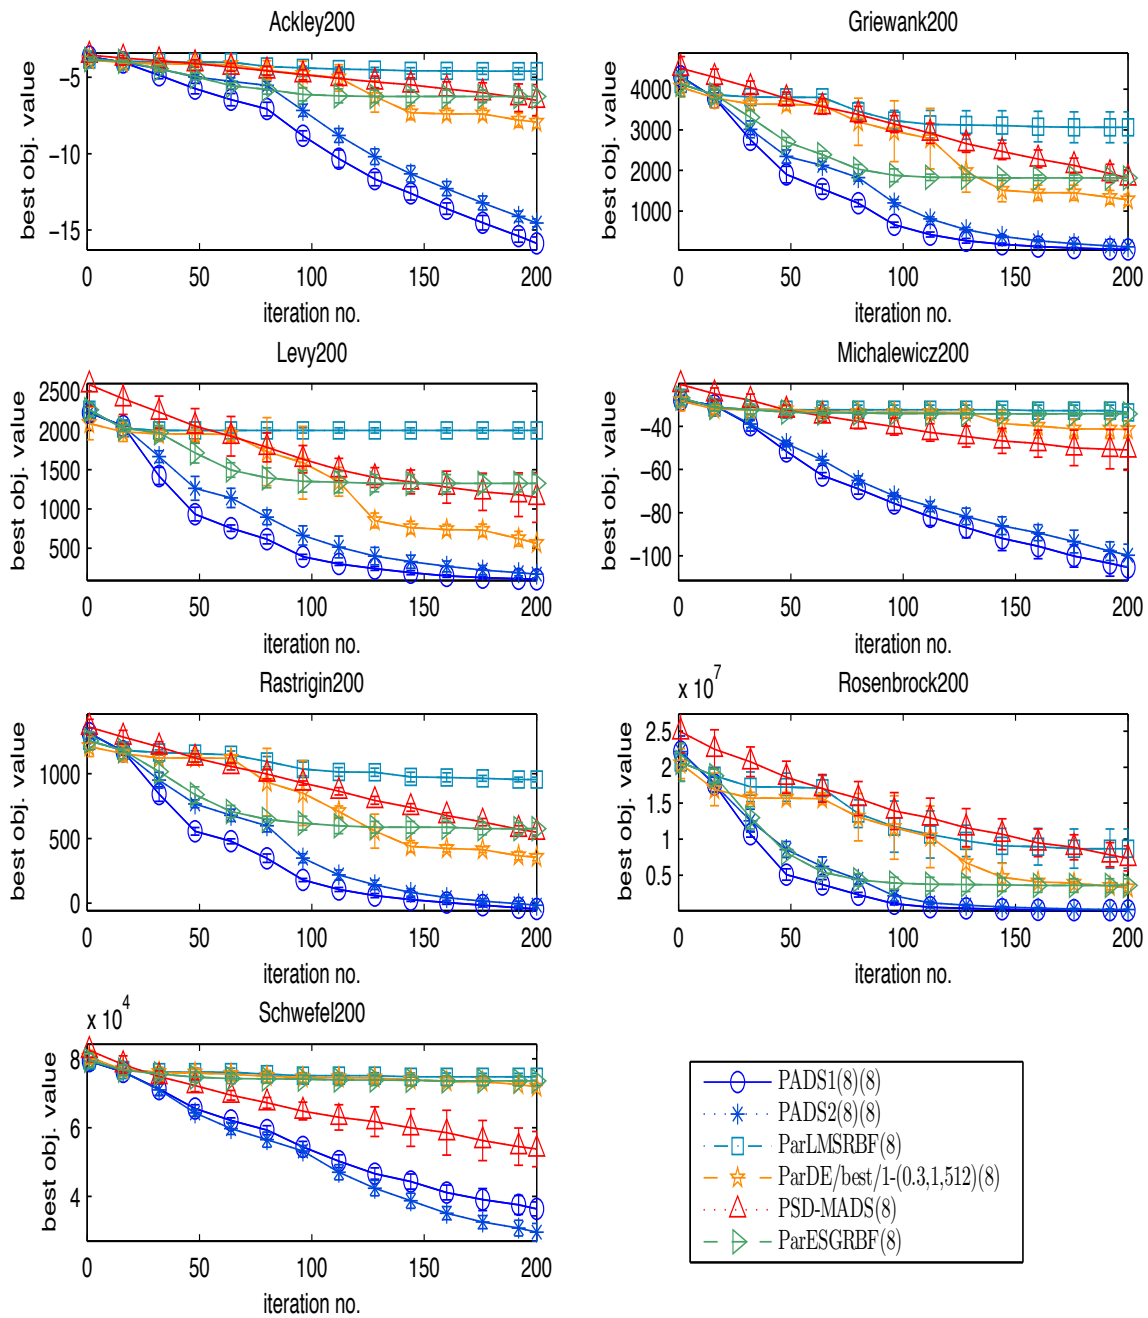 Ackley200
best obj. value
−5
−10
−15
0 50 100 150 200
iteration no.
Griewank200
best obj. value
4000
3000
2000
1000
0 50 100 150 200
iteration no.
Levy200
best obj. value
2500
2000
1500
1000
500
0 50 100 150 200
iteration no.
Michalewicz200
best obj. value
−40
−60
−80
−100
0 50 100 150 200
iteration no.
Rastrigin200
best obj. value
1000
500
0
0 50 100 150 200
iteration no.
x 10^7
Rosenbrock200
best obj. value
2.5
2
1.5
1
0.5
0 50 100 150 200
iteration no.
x 10^4
Schwefel200
best obj. value
8
6
4
0 50 100 150 200
iteration no.
PADS1(8)(8)
PADS2(8)(8)
ParLMSRBF(8)
ParDE/best/1-(0.3,1,512)(8)
PSD-MADS(8)
ParESGRBF(8)